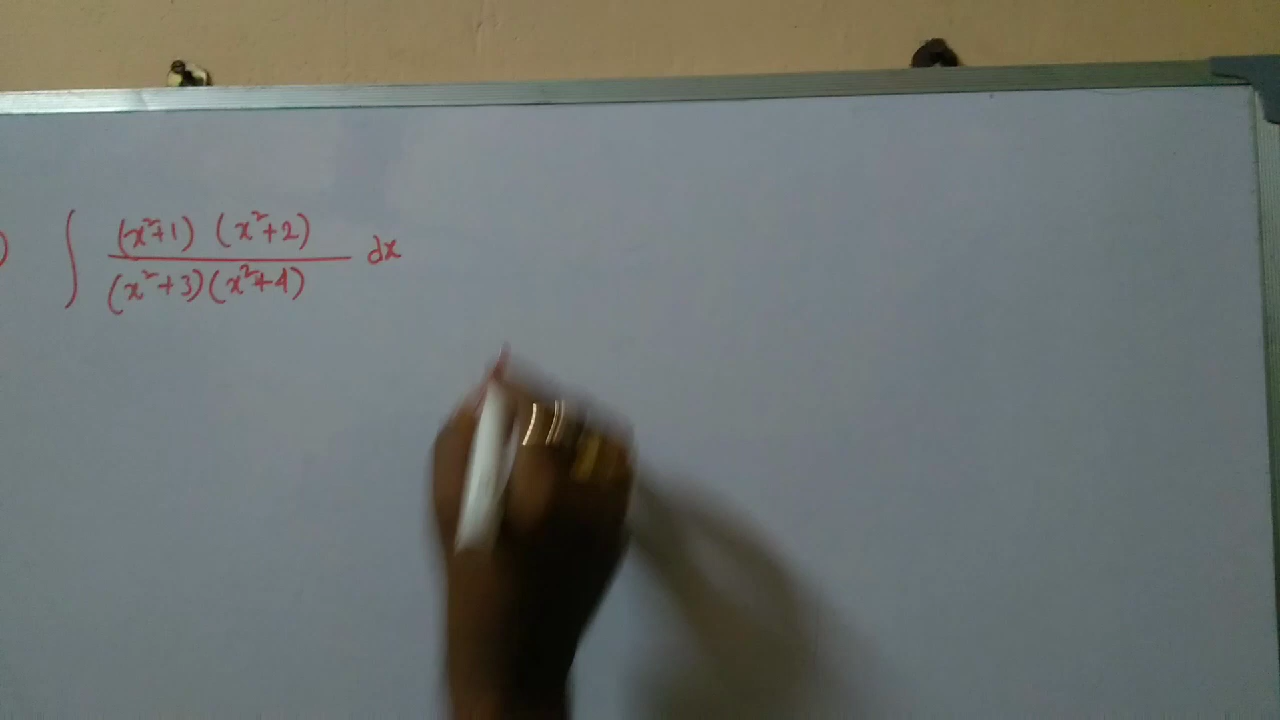 ) ∫ (x²+1) (x²+2) dx
(x²+3)(x²+4)